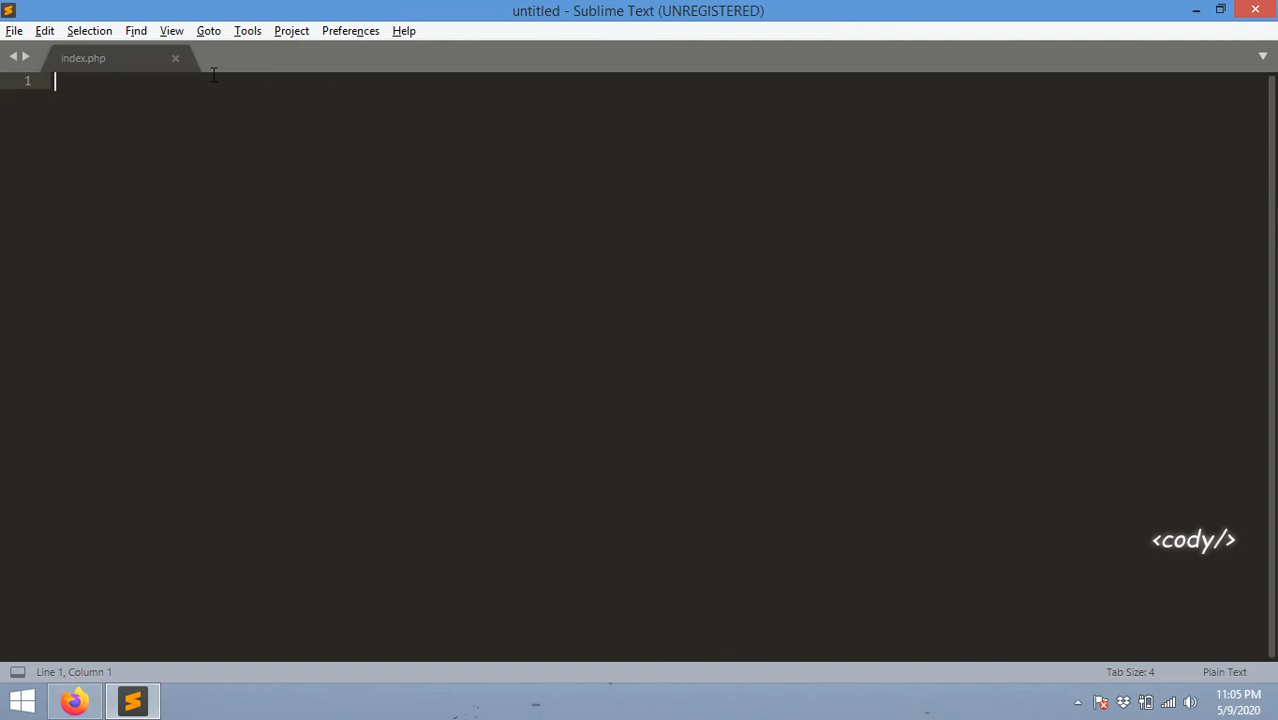 untitled - Sublime Text (UNREGISTERED)
File Edit Selection Find View Goto Tools Project Preferences Help
index.php
1
<cody/>
Line 1, Column 1 Tab Size: 4 Plain Text
11:05 PM
5/9/2020